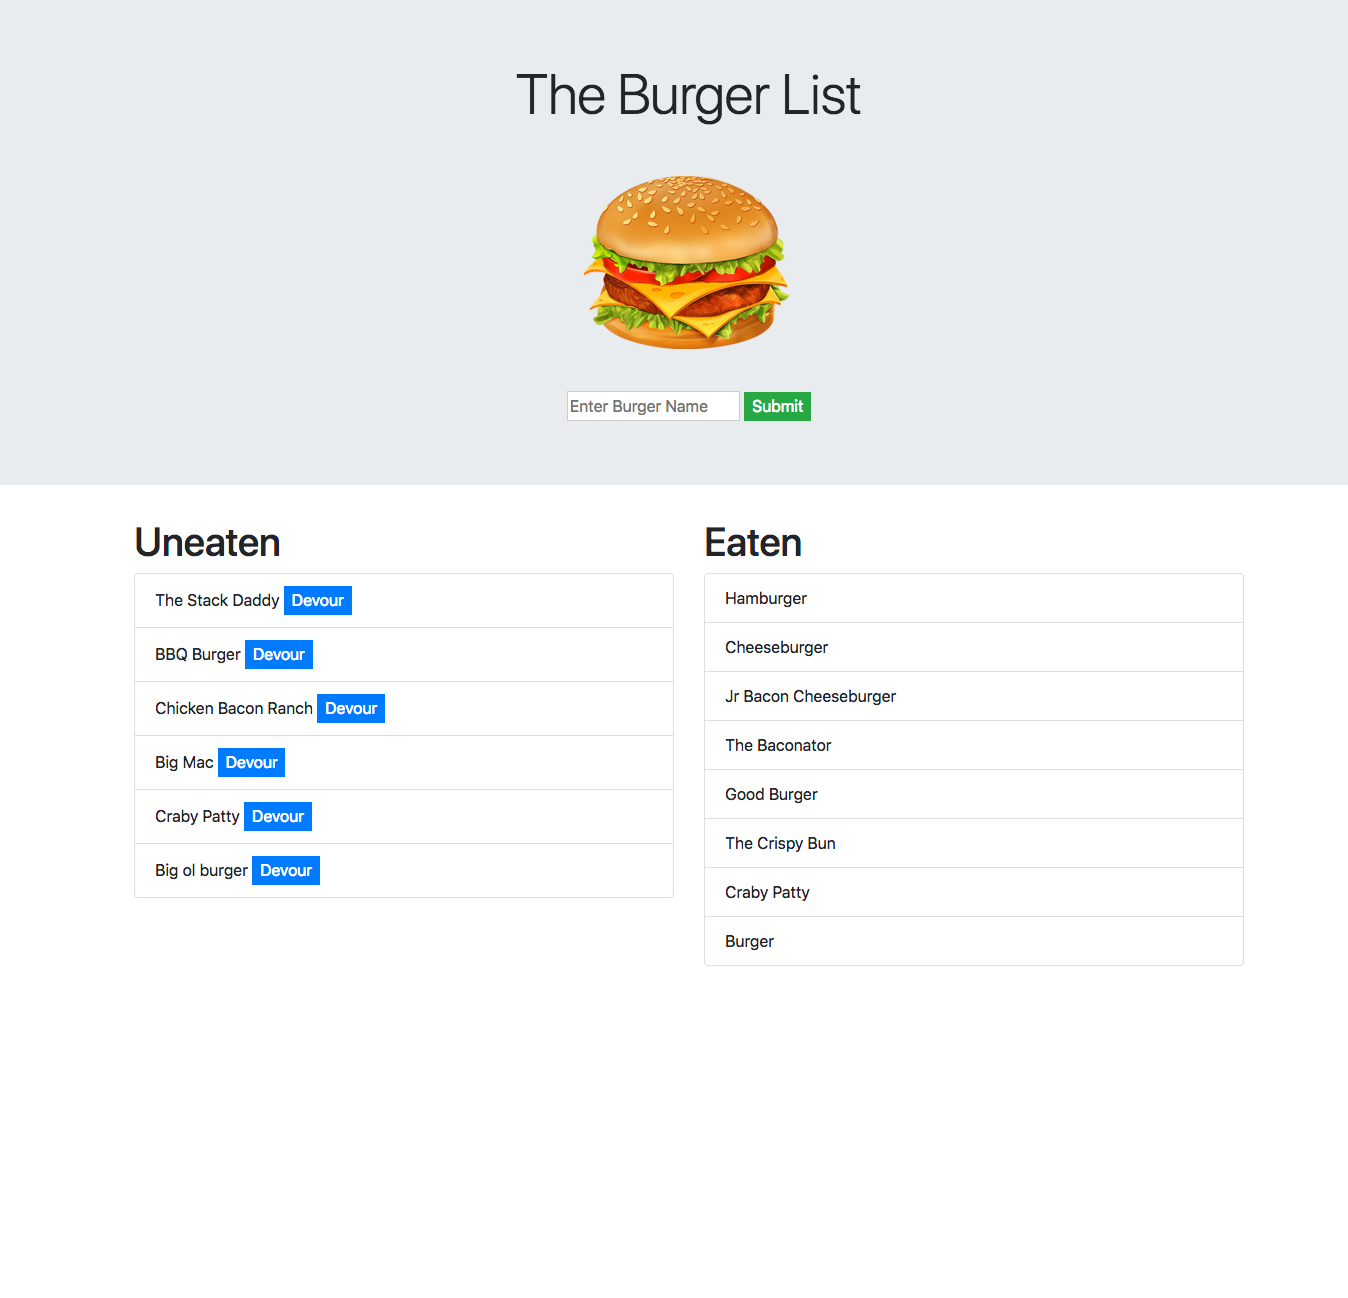 The Burger List
Enter Burger Name Submit
Uneaten
The Stack Daddy Devour
BBQ Burger Devour
Chicken Bacon Ranch Devour
Big Mac Devour
Craby Patty Devour
Big ol burger Devour
Eaten
Hamburger
Cheeseburger
Jr Bacon Cheeseburger
The Baconator
Good Burger
The Crispy Bun
Craby Patty
Burger